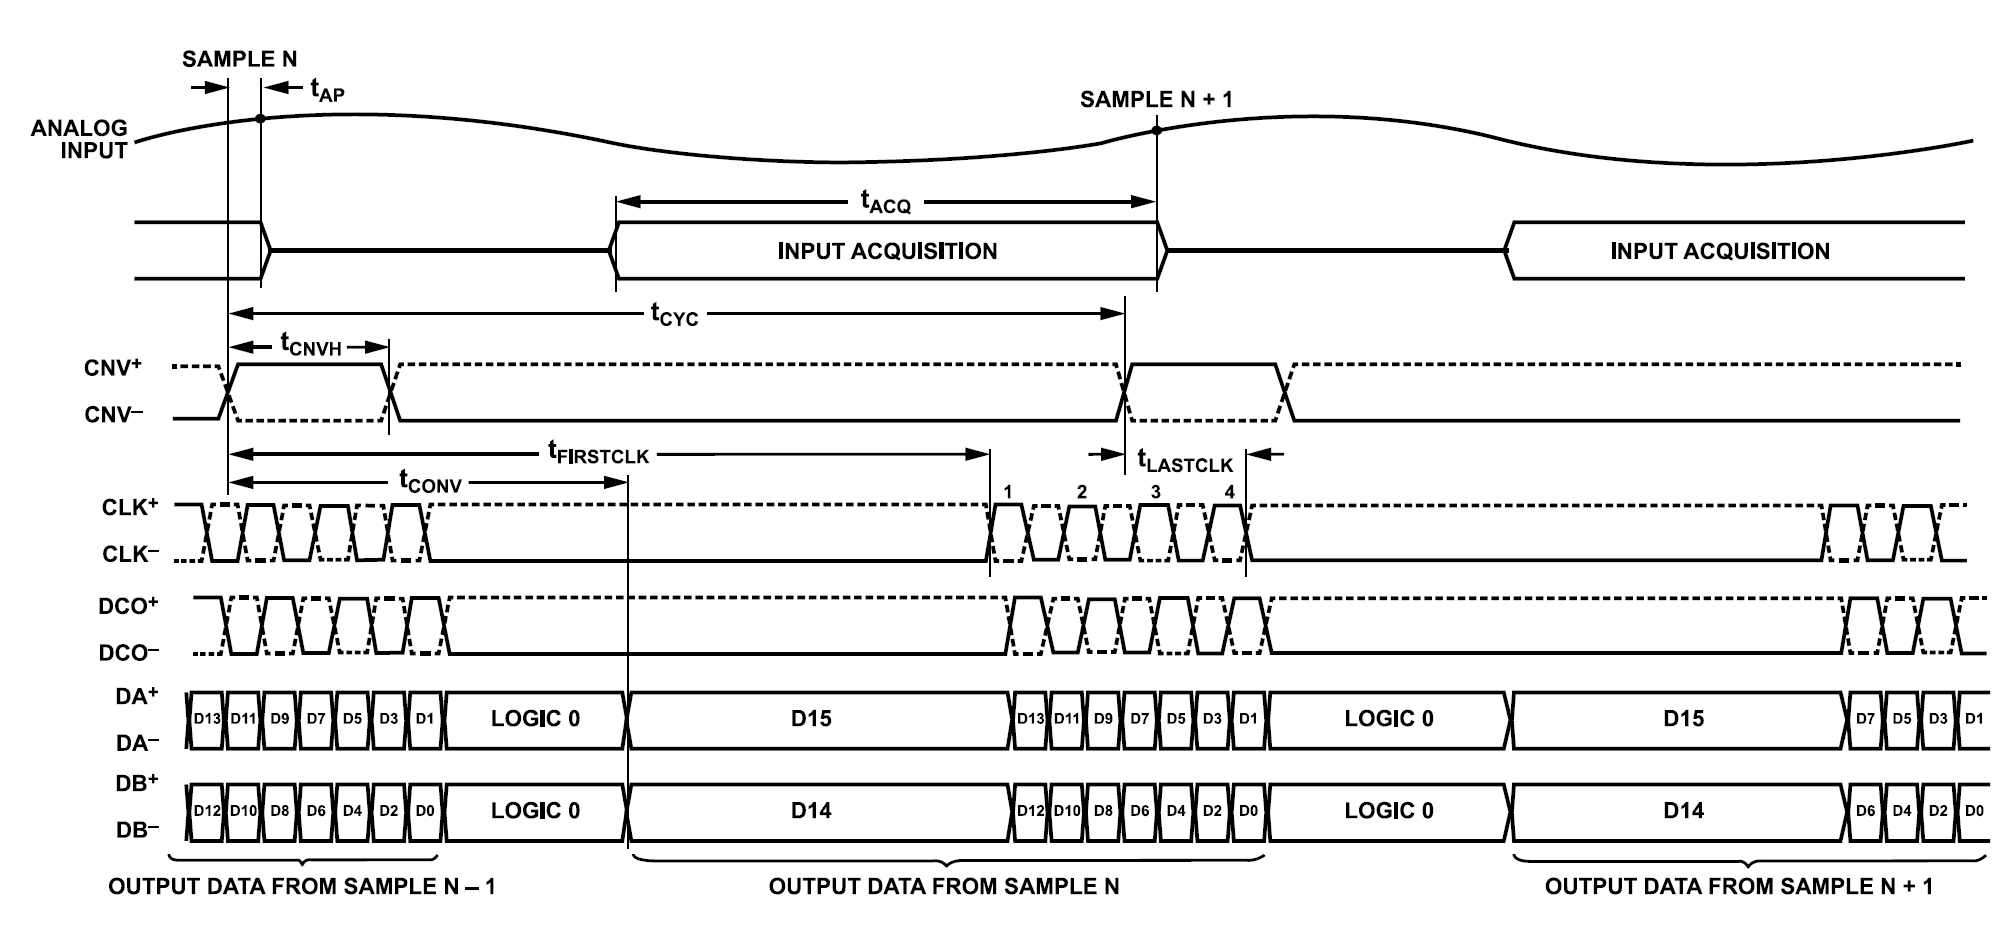 SAMPLE N
tAP
SAMPLE N + 1
ANALOG
INPUT
tACQ
INPUT ACQUISITION INPUT ACQUISITION
tCYC
tCNVH
CNV+
CNV–
tFIRSTCLK tLASTCLK
tCONV
1 2 3 4
CLK+
CLK–
DCO+
DCO–
DA+
D13 D11 D9 D7 D5 D3 D1 LOGIC 0 D15 D13 D11 D9 D7 D5 D3 D1 LOGIC 0 D15 D7 D5 D3 D1
DA–
DB+
D12 D10 D8 D6 D4 D2 D0 LOGIC 0 D14 D12 D10 D8 D6 D4 D2 D0 LOGIC 0 D14 D6 D4 D2 D0
DB–
OUTPUT DATA FROM SAMPLE N – 1 OUTPUT DATA FROM SAMPLE N OUTPUT DATA FROM SAMPLE N + 1